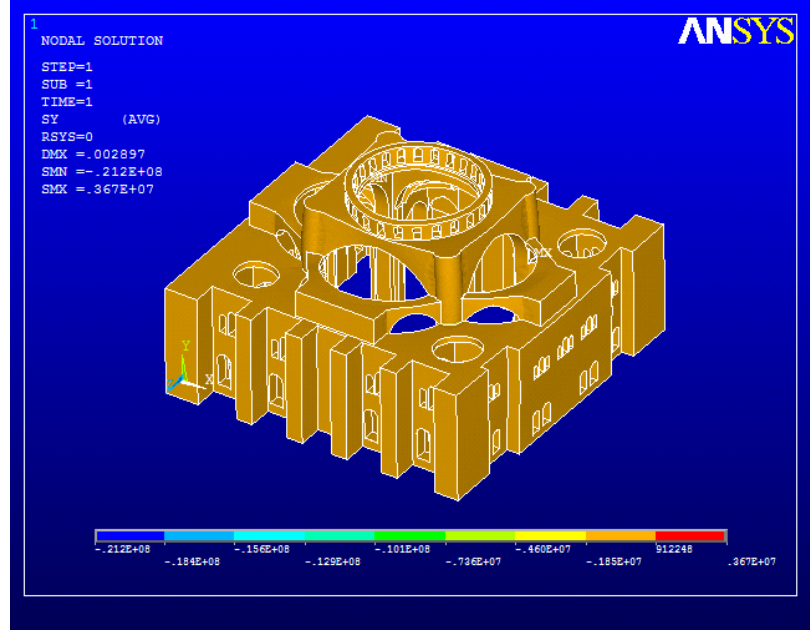 1
ANSYS
NODAL SOLUTION
STEP=1
SUB =1
TIME=1
SY (AVG)
RSYS=0
DMX =.002897
SMN =-.212E+08
SMX =.367E+07
MX
Y
X
-.212E+08 -.156E+08 -.101E+08 -.460E+07 912248
-.184E+08 -.129E+08 -.736E+07 -.185E+07 .367E+07